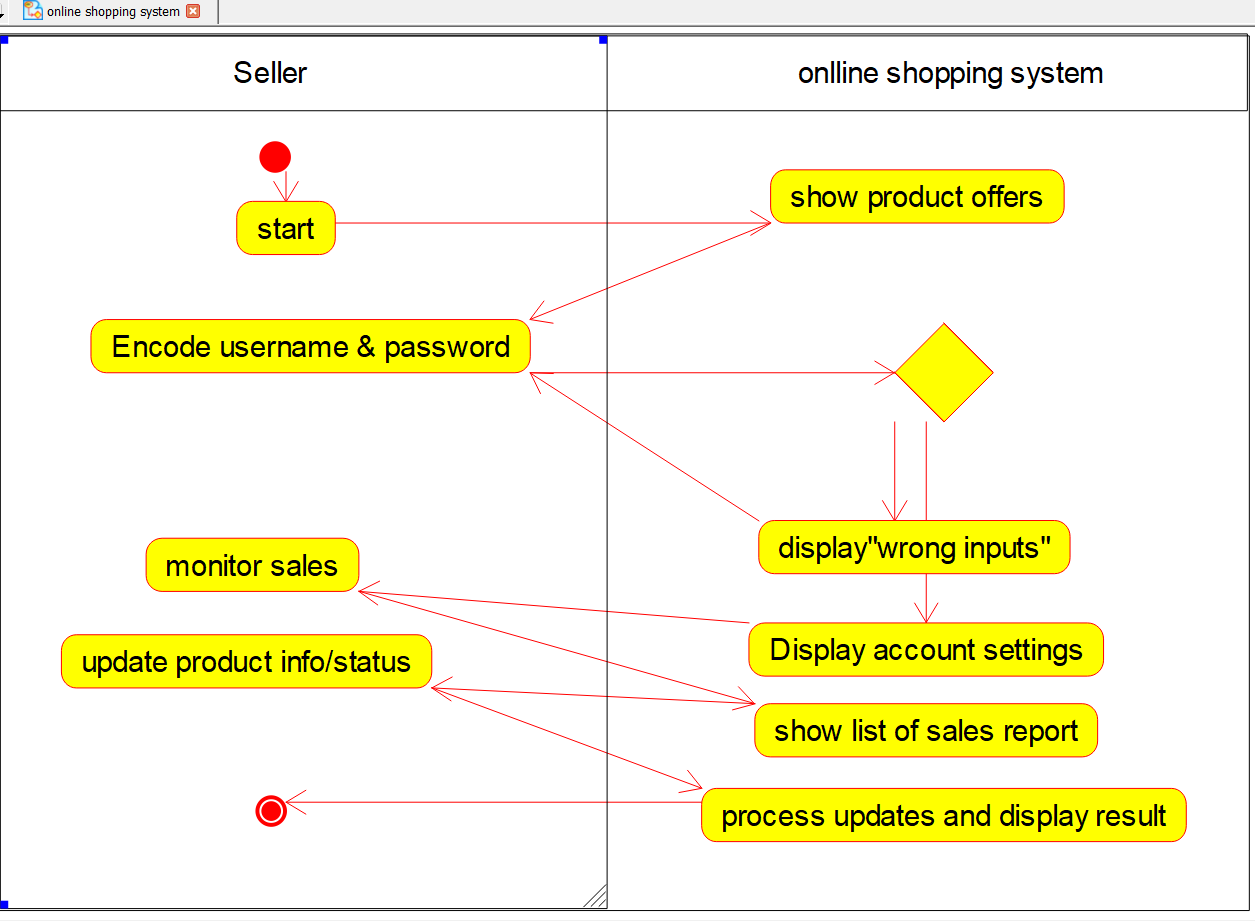 online shopping system
Seller
onlline shopping system
show product offers
start
Encode username & password
display"wrong inputs"
monitor sales
Display account settings
update product info/status
show list of sales report
process updates and display result